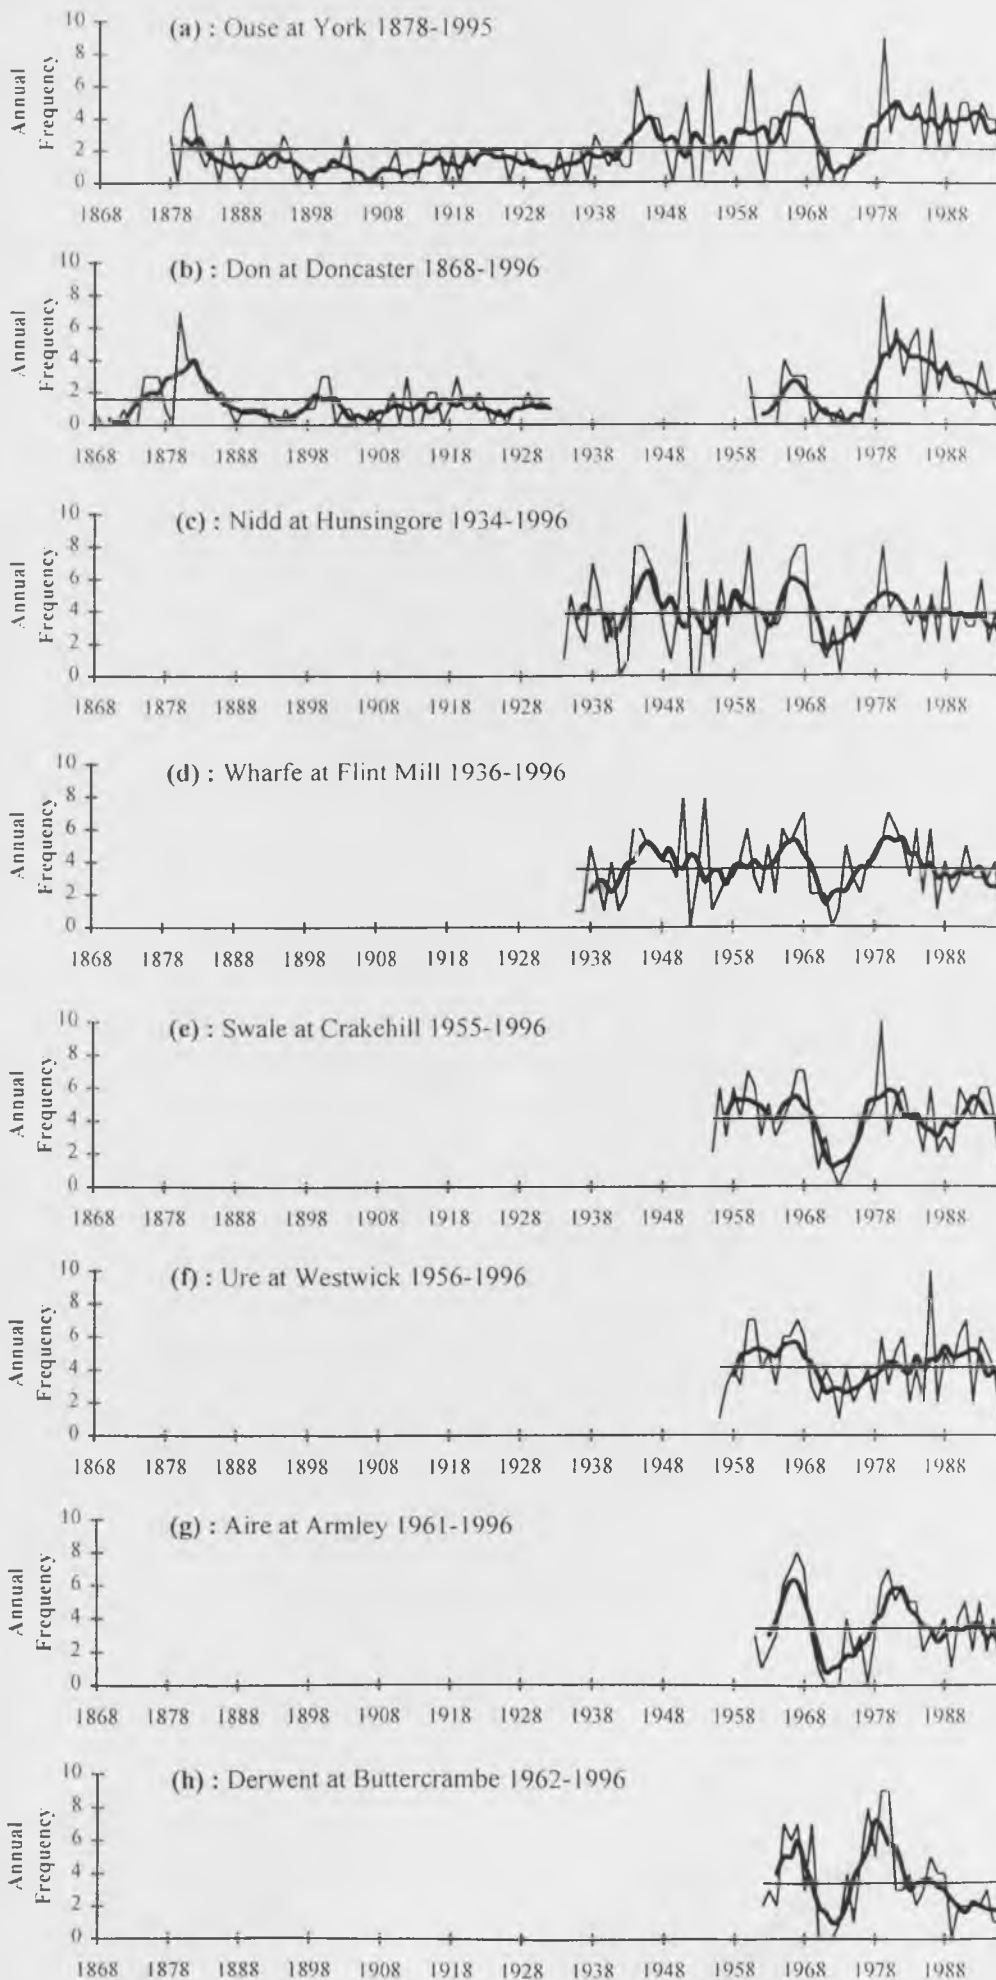 (a) : Ouse at York 1878-1995
Annual
Frequency
10
8
6
4
2
0
1868 1878 1888 1898 1908 1918 1928 1938 1948 1958 1968 1978 1988
(b) : Don at Doncaster 1868-1996
Annual
Frequency
10
8
6
4
2
0
1868 1878 1888 1898 1908 1918 1928 1938 1948 1958 1968 1978 1988
(c) : Nidd at Hunsingore 1934-1996
Annual
Frequency
10
8
6
4
2
0
1868 1878 1888 1898 1908 1918 1928 1938 1948 1958 1968 1978 1988
(d) : Wharfe at Flint Mill 1936-1996
Annual
Frequency
10
8
6
4
2
0
1868 1878 1888 1898 1908 1918 1928 1938 1948 1958 1968 1978 1988
(e) : Swale at Crakehill 1955-1996
Annual
Frequency
10
8
6
4
2
0
1868 1878 1888 1898 1908 1918 1928 1938 1948 1958 1968 1978 1988
(f) : Ure at Westwick 1956-1996
Annual
Frequency
10
8
6
4
2
0
1868 1878 1888 1898 1908 1918 1928 1938 1948 1958 1968 1978 1988
(g) : Aire at Armley 1961-1996
Annual
Frequency
10
8
6
4
2
0
1868 1878 1888 1898 1908 1918 1928 1938 1948 1958 1968 1978 1988
(h) : Derwent at Buttercrambe 1962-1996
Annual
Frequency
10
8
6
4
2
0
1868 1878 1888 1898 1908 1918 1928 1938 1948 1958 1968 1978 1988